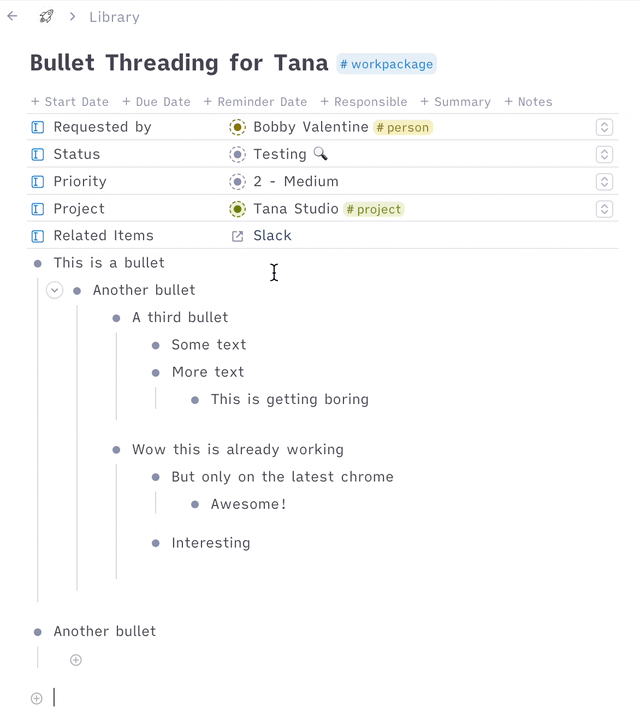 Library
Bullet Threading for Tana # workpackage
+ Start Date + Due Date + Reminder Date + Responsible + Summary + Notes
Requested by Bobby Valentine # person
Status Testing 🔍
Priority 2 - Medium
Project Tana Studio # project
Related Items Slack
This is a bullet
Another bullet
A third bullet
Some text
More text
This is getting boring
Wow this is already working
But only on the latest chrome
Awesome!
Interesting
Another bullet